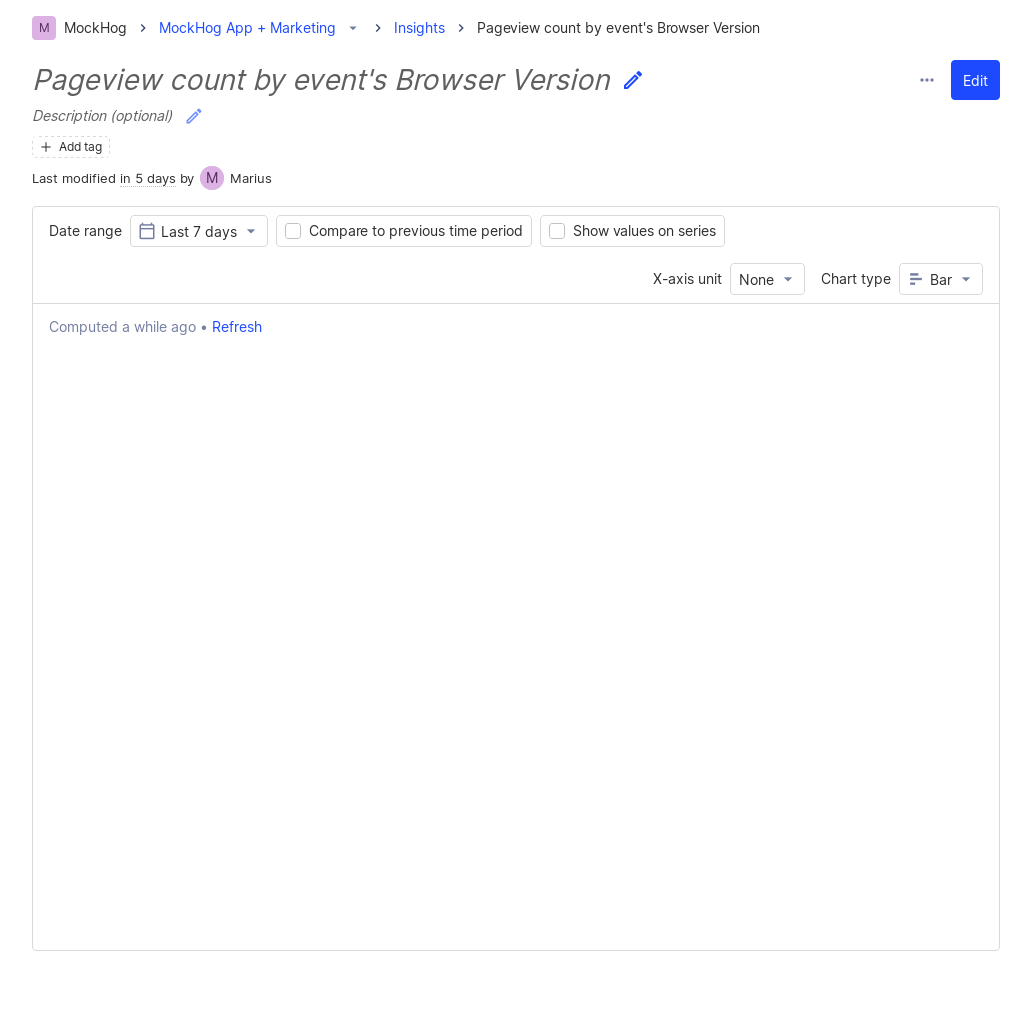 M MockHog MockHog App + Marketing Insights Pageview count by event's Browser Version
Pageview count by event's Browser Version
Edit
Description (optional)
Add tag
Last modified in 5 days by M Marius
Date range Last 7 days Compare to previous time period Show values on series
X-axis unit None Chart type Bar
Computed a while ago • Refresh